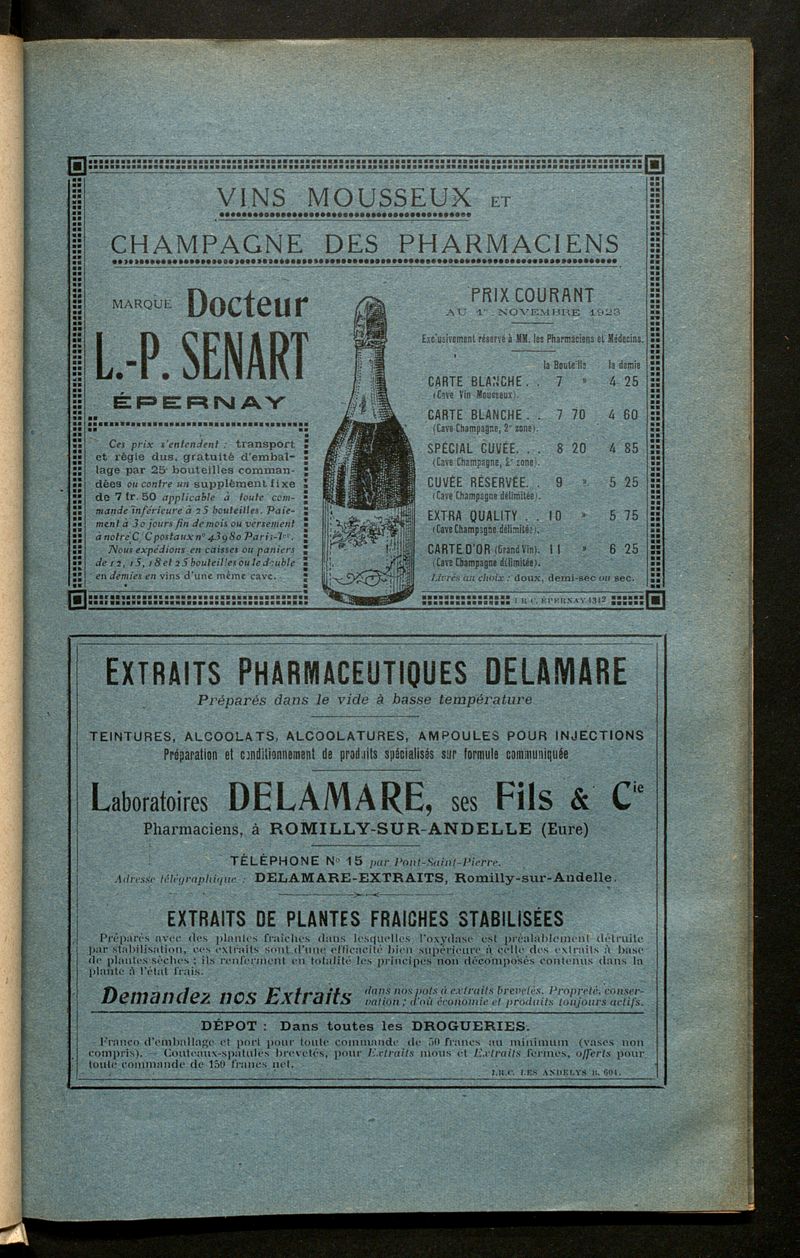 VINS MOUSSEUX ET
CHAMPAGNE DES PHARMACIENS
MARQUE Docteur
L.-P. SENART
ÉPERNAY
Ces prix s'entendent : transport
et régie dus, gratuité d'embal-
lage par 25 bouteilles comman-
dées ou contre un supplément fixe
de 7 fr. 50 applicable à toute com-
mande inférieure à 25 bouteilles. Paie-
ment à 30 jours fin de mois ou versement
à notre C/C postaux n° 43980 Paris-
Nous expédions en caisses ou paniers
de 12, 15, 18 et 25 bouteilles ou le double
en demies en vins d'une même cave.
PRIX COURANT
AU 1er NOVEMBRE 1923
Exclusivement réservé à MM. les Pharmaciens et Médecins.
la Bouteille la demie
CARTE BLANCHE. . 7 » 4 25
(Cave Vin Mousseux).
CARTE BLANCHE. . 7 70 4 60
(Cave Champagne, 2e zone).
SPÉCIAL CUVÉE. . . 8 20 4 85
(Cave Champagne, zone).
CUVÉE RÉSERVÉE. . 9 » 5 25
(Cave Champagne délimitée).
EXTRA QUALITY . . 10 » 5 75
(Cave Champagne délimitée).
CARTE D'OR (Grand Vin). 11 » 6 25
(Cave Champagne délimitée).
Livrés au choix : doux, demi-sec ou sec.
R. C. ÉPERNAY 4342
EXTRAITS PHARMACEUTIQUES DELAMARE
Préparés dans le vide à basse température
TEINTURES, ALCOOLATS, ALCOOLATURES, AMPOULES POUR INJECTIONS
Préparation et conditionnement de produits spécialisés sur formule communiquée
Laboratoires DELAMARE, ses Fils & Cie
Pharmaciens, à ROMILLY-SUR-ANDELLE (Eure)
TÉLÉPHONE No 15 par Pont-Saint-Pierre.
Adresse télégraphique : DELAMARE-EXTRAITS, Romilly-sur-Andelle.
EXTRAITS DE PLANTES FRAICHES STABILISÉES
Préparés avec des plantes fraîches dans lesquelles l'oxydase est préalablement détruite
par stabilisation, ces extraits sont d'une efficacité bien supérieure à celle des extraits à base
de plantes sèches ; ils renferment en totalité les principes non décomposés contenus dans la
plante à l'état frais.
Demandez nos Extraits dans nos pots à extraits brevetés. Propreté, conser-
vation ; d'où économie et produits toujours actifs.
DÉPOT : Dans toutes les DROGUERIES.
Franco d'emballage et port pour toute commande de 50 francs au minimum (vases non
compris). — Couteaux-spatules brevetés, pour Extraits mous et Extraits fermes, offerts pour
toute commande de 150 francs net.
R.C. LES ANDELYS B. 601.